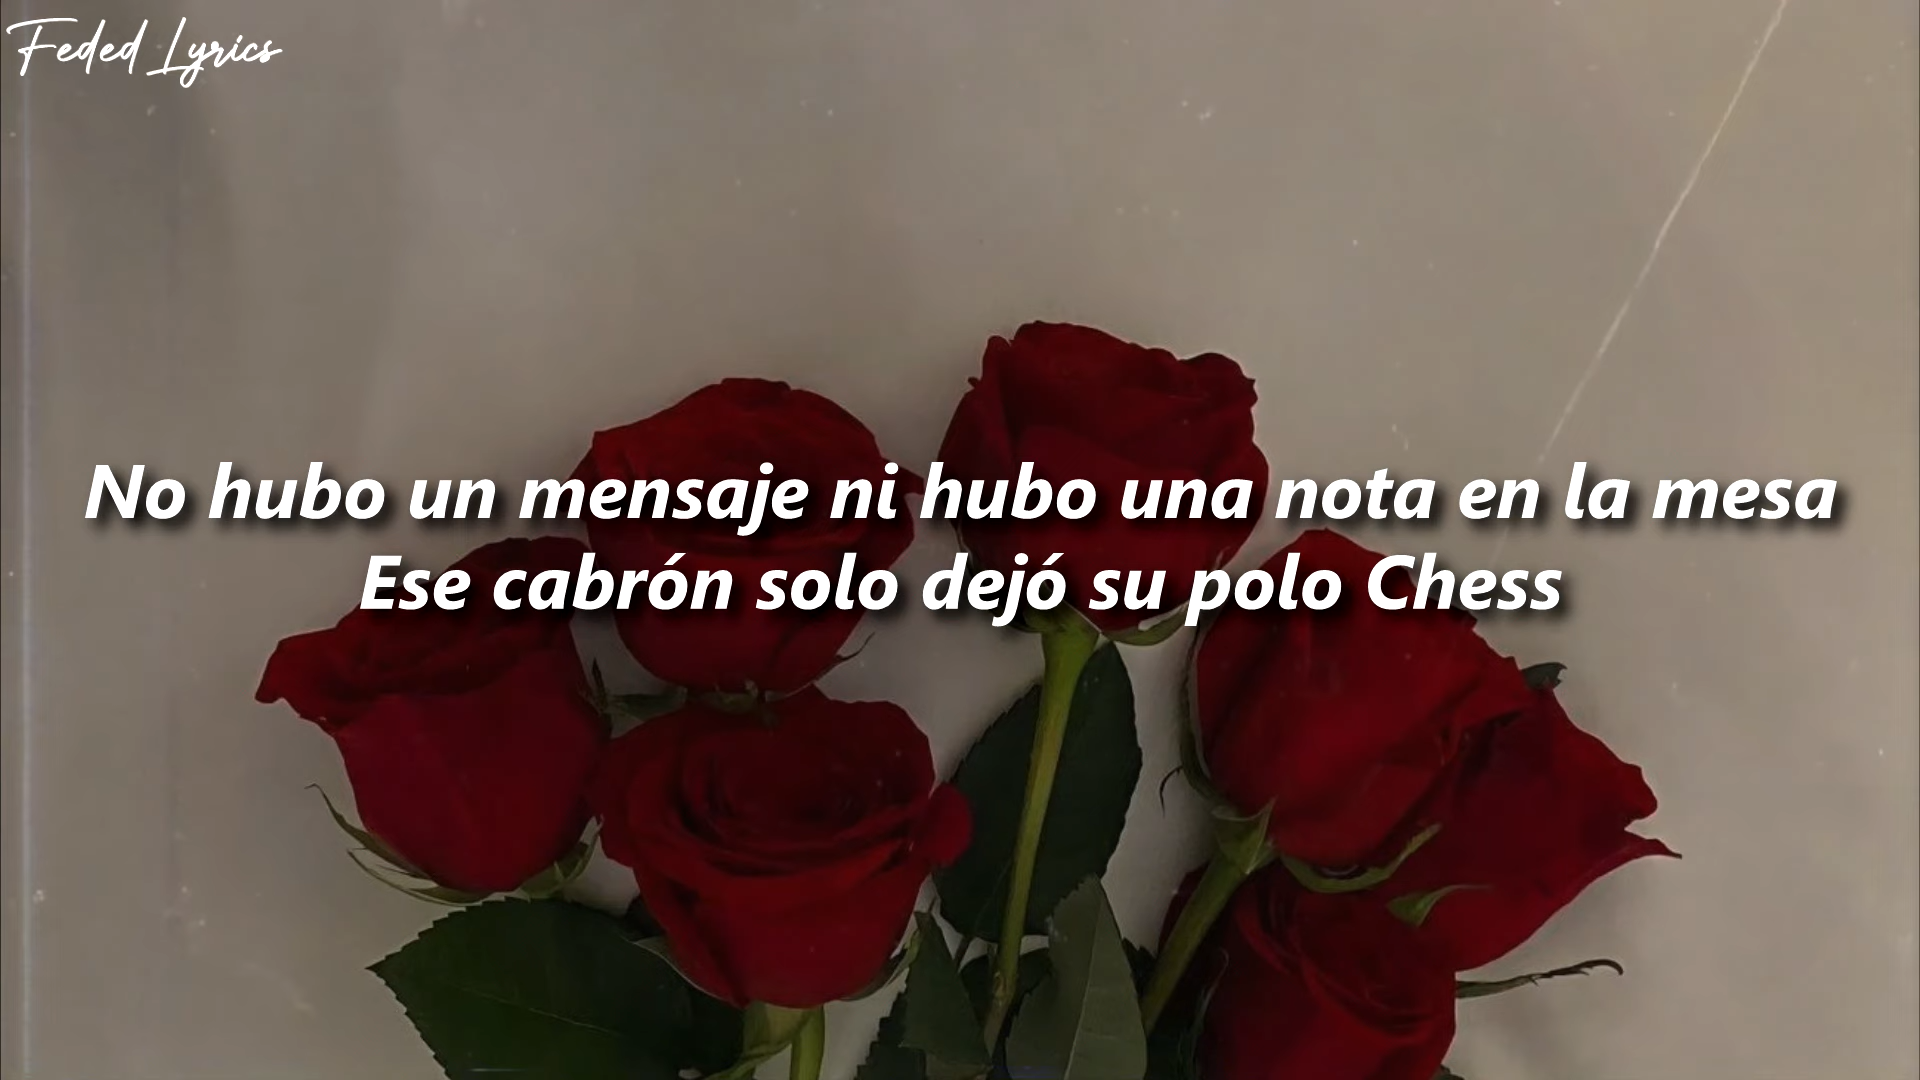 Feded Lyrics
No hubo un mensaje ni hubo una nota en la mesa
Ese cabrón solo dejó su polo Chess